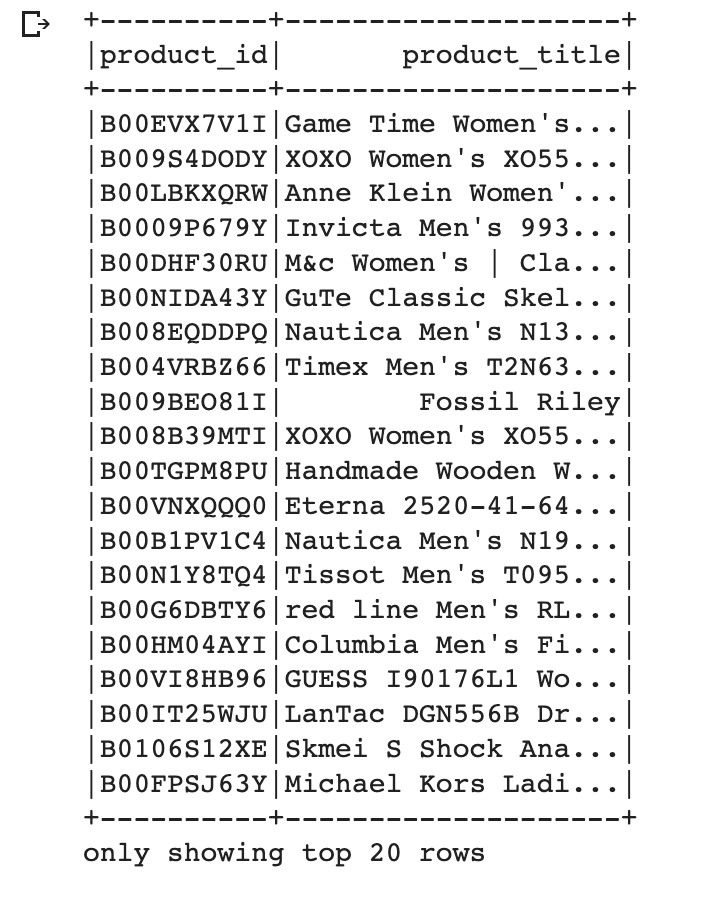 +----------+--------------------+
|product_id|       product_title|
+----------+--------------------+
|B00EVX7V1I|Game Time Women's...|
|B009S4DODY|XOXO Women's XO55...|
|B00LBKXQRW|Anne Klein Women'...|
|B0009P679Y|Invicta Men's 993...|
|B00DHF30RU|M&c Women's | Cla...|
|B00NIDA43Y|GuTe Classic Skel...|
|B008EQDDPQ|Nautica Men's N13...|
|B004VRBZ66|Timex Men's T2N63...|
|B009BEO81I|        Fossil Riley|
|B008B39MTI|XOXO Women's XO55...|
|B00TGPM8PU|Handmade Wooden W...|
|B00VNXQQQ0|Eterna 2520-41-64...|
|B00B1PV1C4|Nautica Men's N19...|
|B00N1Y8TQ4|Tissot Men's T095...|
|B00G6DBTY6|red line Men's RL...|
|B00HM04AYI|Columbia Men's Fi...|
|B00VI8HB96|GUESS I90176L1 Wo...|
|B00IT25WJU|LanTac DGN556B Dr...|
|B0106S12XE|Skmei S Shock Ana...|
|B00FPSJ63Y|Michael Kors Ladi...|
+----------+--------------------+
only showing top 20 rows